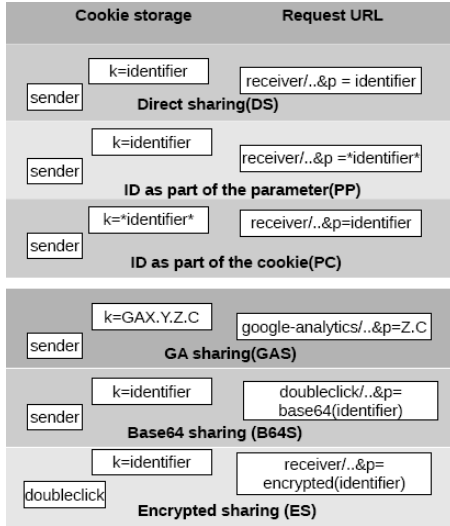 Cookie storage Request URL
k=identifier
receiver/..&p = identifier
sender
Direct sharing(DS)
k=identifier
receiver/..&p =*identifier*
sender
ID as part of the parameter(PP)
k=*identifier*
receiver/..&p=identifier
sender
ID as part of the cookie(PC)
k=GAX.Y.Z.C
google-analytics/..&p=Z.C
sender
GA sharing(GAS)
k=identifier
doubleclick/..&p=
base64(identifier)
sender
Base64 sharing (B64S)
k=identifier
receiver/..&p=
encrypted(identifier)
doubleclick
Encrypted sharing (ES)